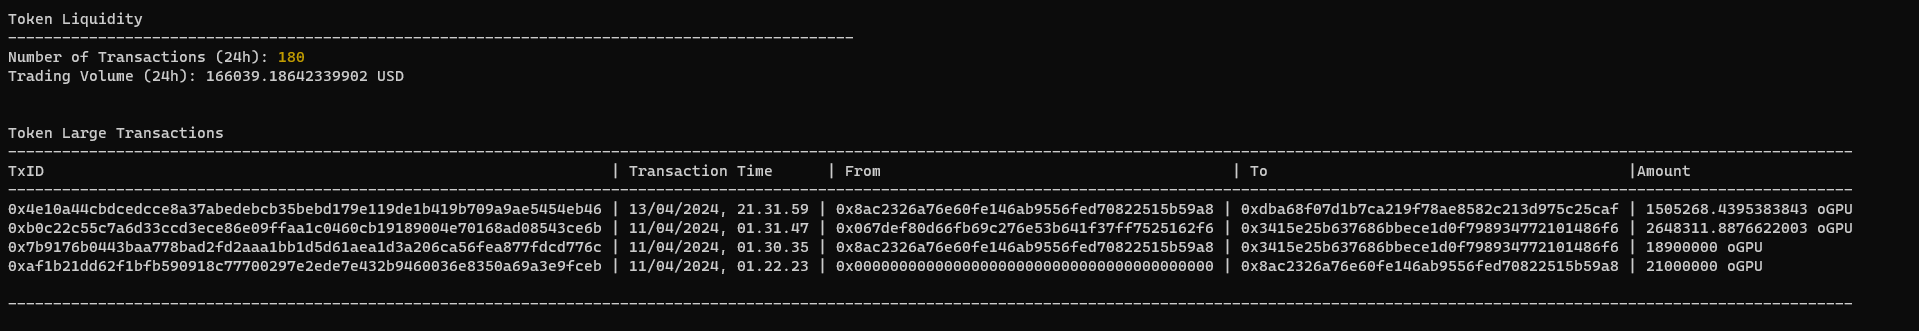 Token Liquidity
----------------------------------------------------------------------------------------------
Number of Transactions (24h): 180
Trading Volume (24h): 166039.18642339902 USD
Token Large Transactions
----------------------------------------------------------------------------------------------
TxID | Transaction Time | From | To |Amount
----------------------------------------------------------------------------------------------
0x4e10a44cbdcedcce8a37abedebcb35bebd179e119de1b419b709a9ae5454eb46 | 13/04/2024, 21.31.59 | 0x8ac2326a76e60fe146ab9556fed70822515b59a8 | 0xdba68f07d1b7ca219f78ae8582c213d975c25caf | 1505268.4395383843 oGPU
0xb0c22c55c7a6d33ccd3ece86e09ffaa1c0460cb19189004e70168ad08543ce6b | 11/04/2024, 01.31.47 | 0x067def80d66fb69c276e53b641f37ff7525162f6 | 0x3415e25b637686bbece1d0f798934772101486f6 | 2648311.8876622003 oGPU
0x7b9176b0443baa778bad2fd2aaa1bb1d5d61aea1d3a206ca56fea877fdcd776c | 11/04/2024, 01.30.35 | 0x8ac2326a76e60fe146ab9556fed70822515b59a8 | 0x3415e25b637686bbece1d0f798934772101486f6 | 18900000 oGPU
0xaf1b21dd62f1bfb590918c77700297e2ede7e432b9460036e8350a69a3e9fceb | 11/04/2024, 01.22.23 | 0x0000000000000000000000000000000000000000 | 0x8ac2326a76e60fe146ab9556fed70822515b59a8 | 21000000 oGPU
----------------------------------------------------------------------------------------------